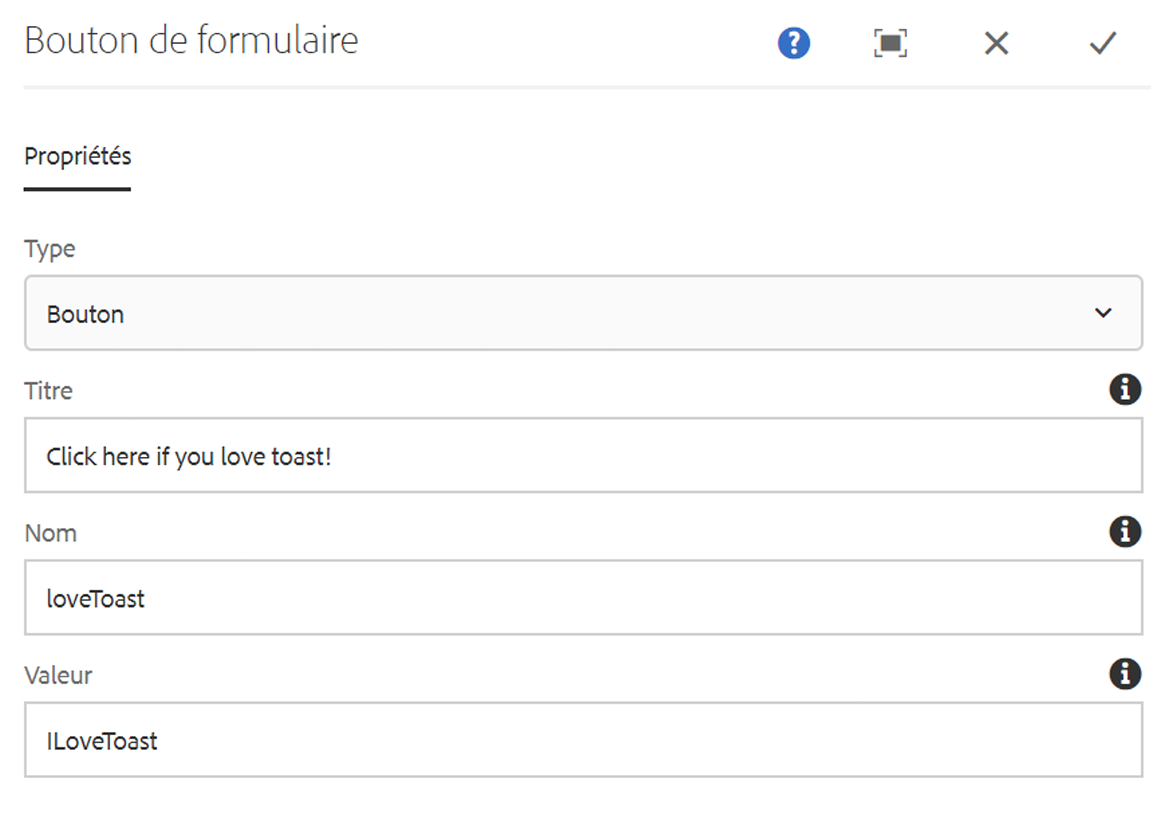 Bouton de formulaire
Propriétés
Type
Bouton
Titre
Click here if you love toast!
Nom
loveToast
Valeur
ILoveToast